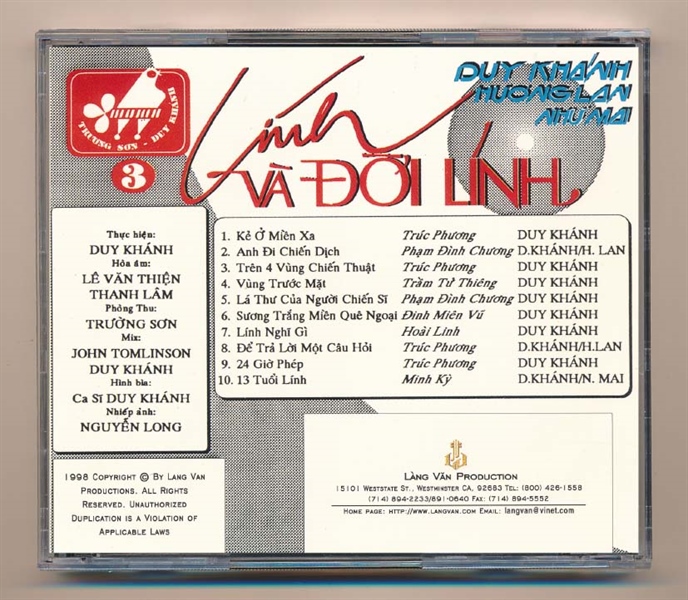 TRƯỜNG SƠN - DUY KHÁNH
3
Lính
VÀ ĐỜI LÍNH
DUY KHÁNH
HƯƠNG LAN
NHƯ MAI
Thực hiện:
DUY KHÁNH
Hòa âm:
LÊ VĂN THIỆN
THANH LÂM
Phòng Thu:
TRƯỜNG SƠN
Mix:
JOHN TOMLINSON
DUY KHÁNH
Hình bìa:
Ca Sĩ DUY KHÁNH
Nhiếp ảnh:
NGUYỄN LONG
1. Kẻ Ở Miền Xa Trúc Phương DUY KHÁNH
2. Anh Đi Chiến Dịch Phạm Đình Chương D.KHÁNH/H. LAN
3. Trên 4 Vùng Chiến Thuật Trúc Phương DUY KHÁNH
4. Vùng Trước Mặt Trầm Tử Thiêng DUY KHÁNH
5. Lá Thư Của Người Chiến Sĩ Phạm Đình Chương DUY KHÁNH
6. Sương Trắng Miền Quê Ngoại Đinh Miên Vũ DUY KHÁNH
7. Lính Nghĩ Gì Hoài Linh DUY KHÁNH
8. Để Trả Lời Một Câu Hỏi Trúc Phương D.KHÁNH/H.LAN
9. 24 Giờ Phép Trúc Phương DUY KHÁNH
10. 13 Tuổi Lính Minh Kỳ D.KHÁNH/N. MAI
1998 COPYRIGHT © BY LANG VAN
PRODUCTIONS. ALL RIGHTS
RESERVED. UNAUTHORIZED
DUPLICATION IS A VIOLATION OF
APPLICABLE LAWS
LÀNG VĂN PRODUCTION
15101 WESTSTATE ST., WESTMINSTER CA, 92683 TEL: (800) 426-1558
(714) 894-2233/891-0640 FAX: (714) 894-5552
HOME PAGE: HTTP://WWW.LANGVAN.COM EMAIL: langvan@vinet.com